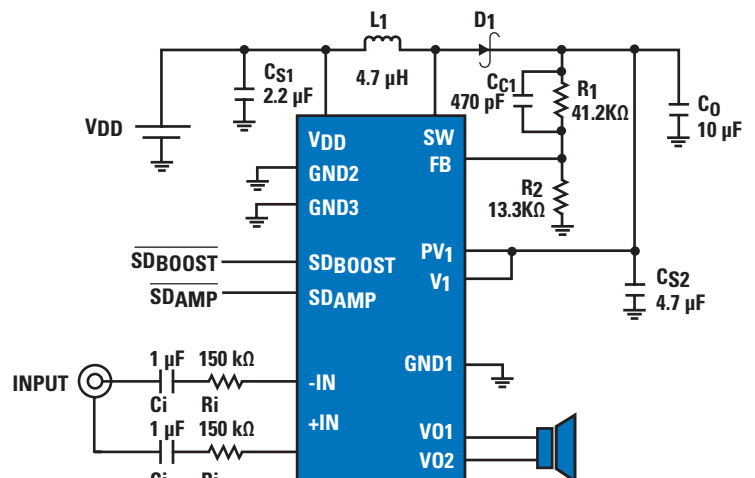 L1
D1
CS1
2.2 µF
4.7 µH
CC1
470 pF
R1
41.2KΩ
CO
10 µF
VDD
VDD
SW
GND2
FB
GND3
R2
13.3KΩ
SDBOOST
SDBOOST
PV1
V1
SDAMP
SDAMP
CS2
4.7 µF
1 µF 150 kΩ
GND1
INPUT
-IN
Ci Ri
+IN
1 µF 150 kΩ
VO1
VO2
Ci Ri